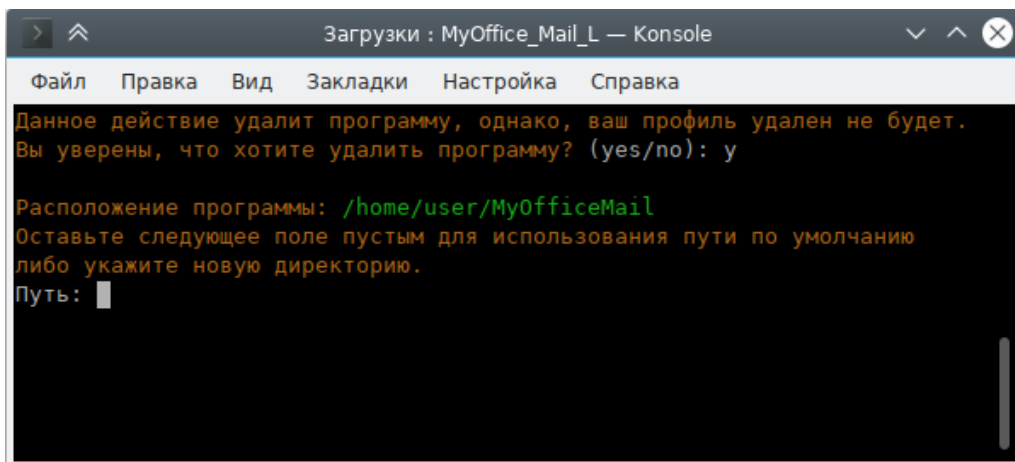 Загрузки : MyOffice_Mail_L — Konsole
Файл Правка Вид Закладки Настройка Справка
Данное действие удалит программу, однако, ваш профиль удален не будет.
Вы уверены, что хотите удалить программу? (yes/no): y
Расположение программы: /home/user/MyOfficeMail
Оставьте следующее поле пустым для использования пути по умолчанию
либо укажите новую директорию.
Путь: